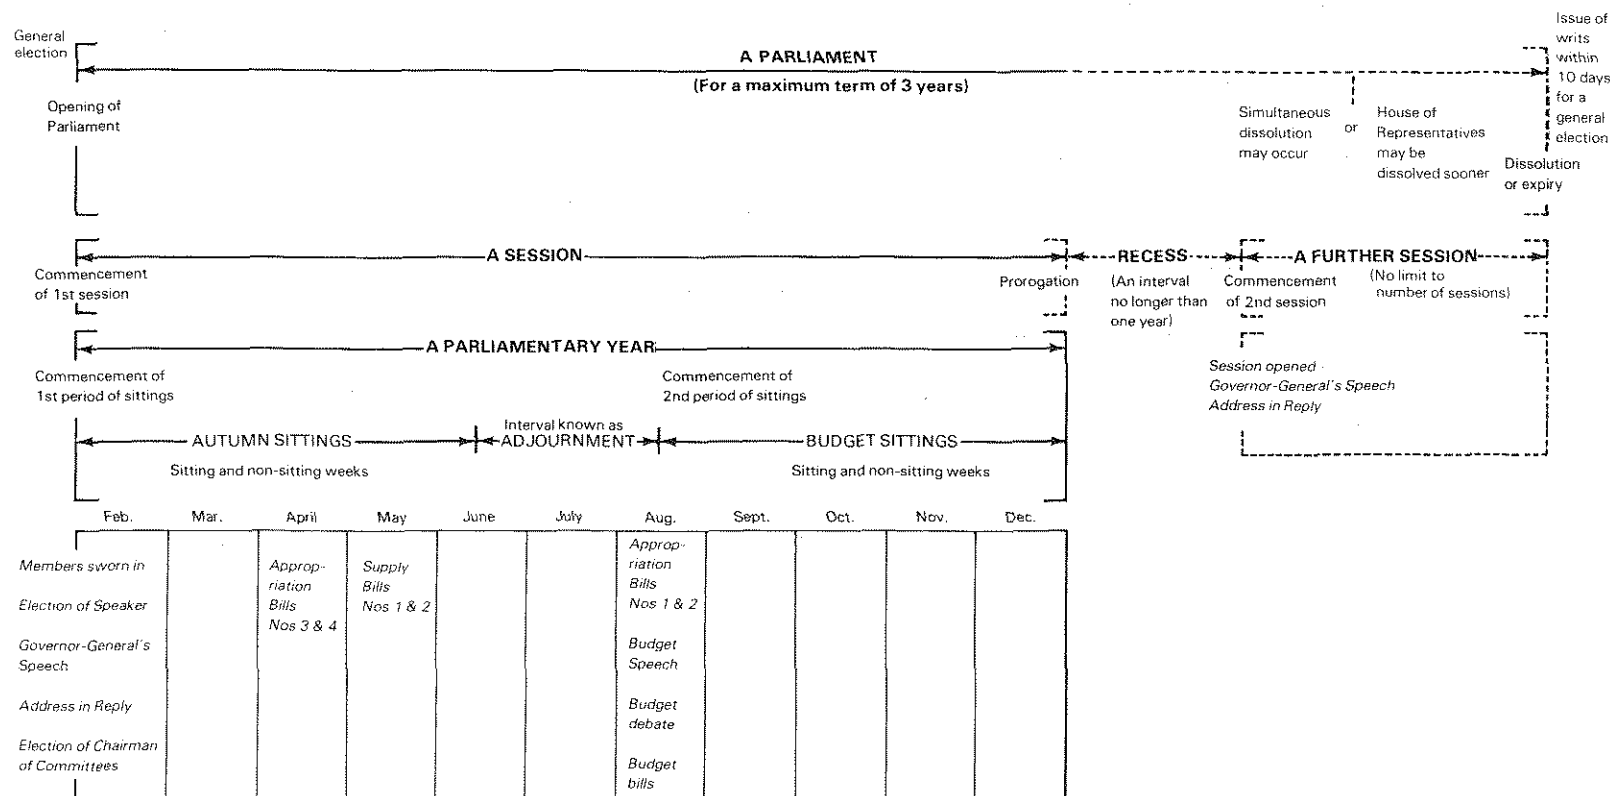 General
election
A PARLIAMENT
(For a maximum term of 3 years)
Issue of
writs
within
10 days
for a
general
election
Opening of
Parliament
Simultaneous
dissolution
may occur
or
House of
Representatives
may be
dissolved sooner
Dissolution
or expiry
A SESSION
RECESS
A FURTHER SESSION
Commencement
of 1st session
Prorogation
(An interval
no longer than
one year)
Commencement
of 2nd session
(No limit to
number of sessions)
A PARLIAMENTARY YEAR
Commencement of
1st period of sittings
Commencement of
2nd period of sittings
Session opened
Governor-General's Speech
Address in Reply
AUTUMN SITTINGS
Interval known as
ADJOURNMENT
BUDGET SITTINGS
Sitting and non-sitting weeks
Sitting and non-sitting weeks
Feb. Mar. April May June July Aug. Sept. Oct. Nov. Dec.
Members sworn in
Election of Speaker
Governor-General's
Speech
Address in Reply
Election of Chairman
of Committees
Approp-
riation
Bills
Nos 3 & 4
Supply
Bills
Nos 1 & 2
Approp-
riation
Bills
Nos 1 & 2
Budget
Speech
Budget
debate
Budget
bills